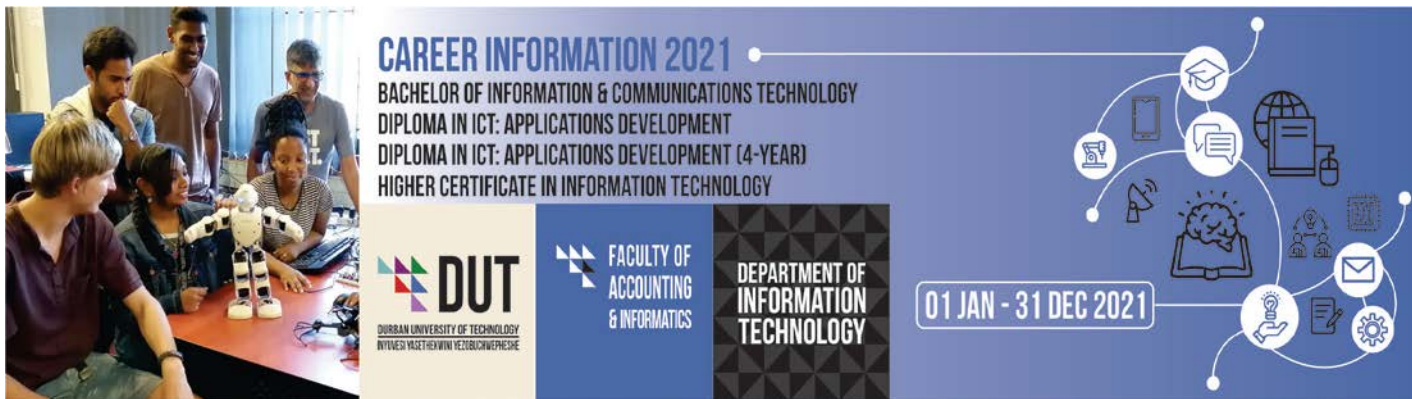 CAREER INFORMATION 2021
BACHELOR OF INFORMATION & COMMUNICATIONS TECHNOLOGY
DIPLOMA IN ICT: APPLICATIONS DEVELOPMENT
DIPLOMA IN ICT: APPLICATIONS DEVELOPMENT (4-YEAR)
HIGHER CERTIFICATE IN INFORMATION TECHNOLOGY
DUT
DURBAN UNIVERSITY OF TECHNOLOGY
INYUVESI YASETHEKWINI YEZOBUCHWEPHESHE
FACULTY OF
ACCOUNTING
& INFORMATICS
DEPARTMENT OF
INFORMATION
TECHNOLOGY
01 JAN - 31 DEC 2021